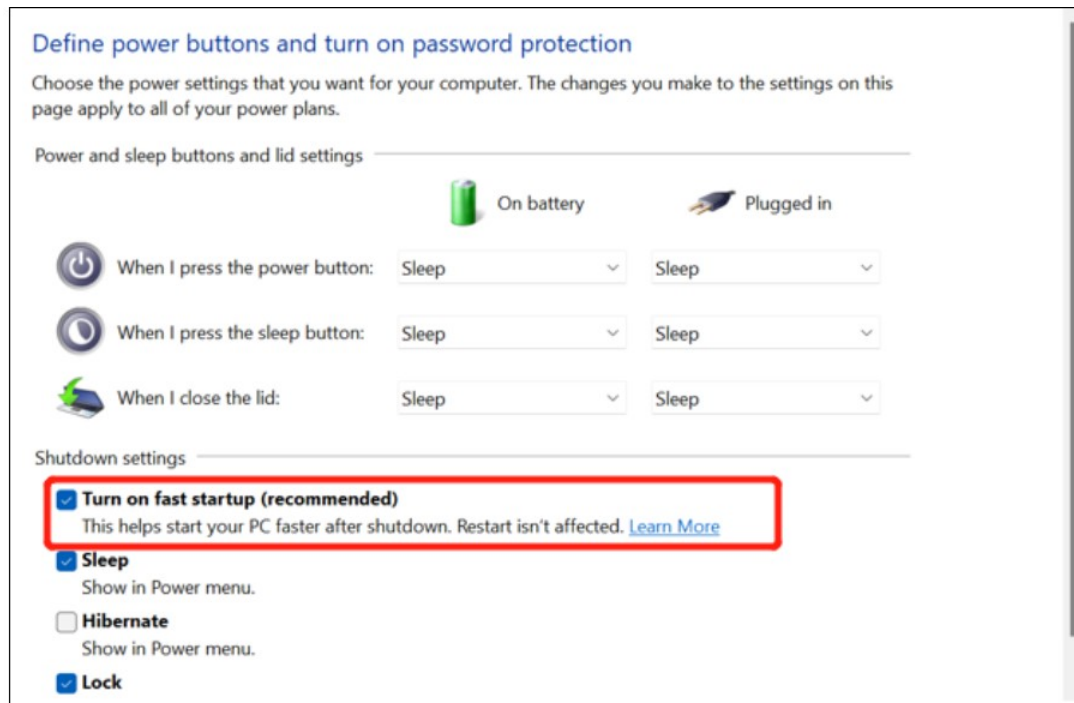 Define power buttons and turn on password protection
Choose the power settings that you want for your computer. The changes you make to the settings on this
page apply to all of your power plans.
Power and sleep buttons and lid settings
On battery Plugged in
When I press the power button: Sleep Sleep
When I press the sleep button: Sleep Sleep
When I close the lid: Sleep Sleep
Shutdown settings
Turn on fast startup (recommended)
This helps start your PC faster after shutdown. Restart isn't affected. Learn More
Sleep
Show in Power menu.
Hibernate
Show in Power menu.
Lock